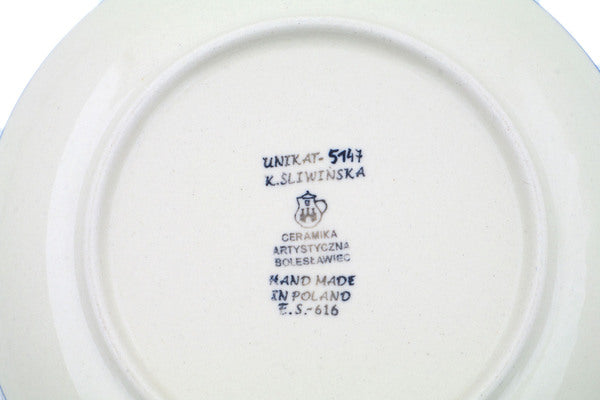 UNIKAT-5147
K.ŚLIWIŃSKA
CERAMIKA
ARTYSTYCZNA
BOLESŁAWIEC
HAND MADE
IN POLAND
E.S.-616